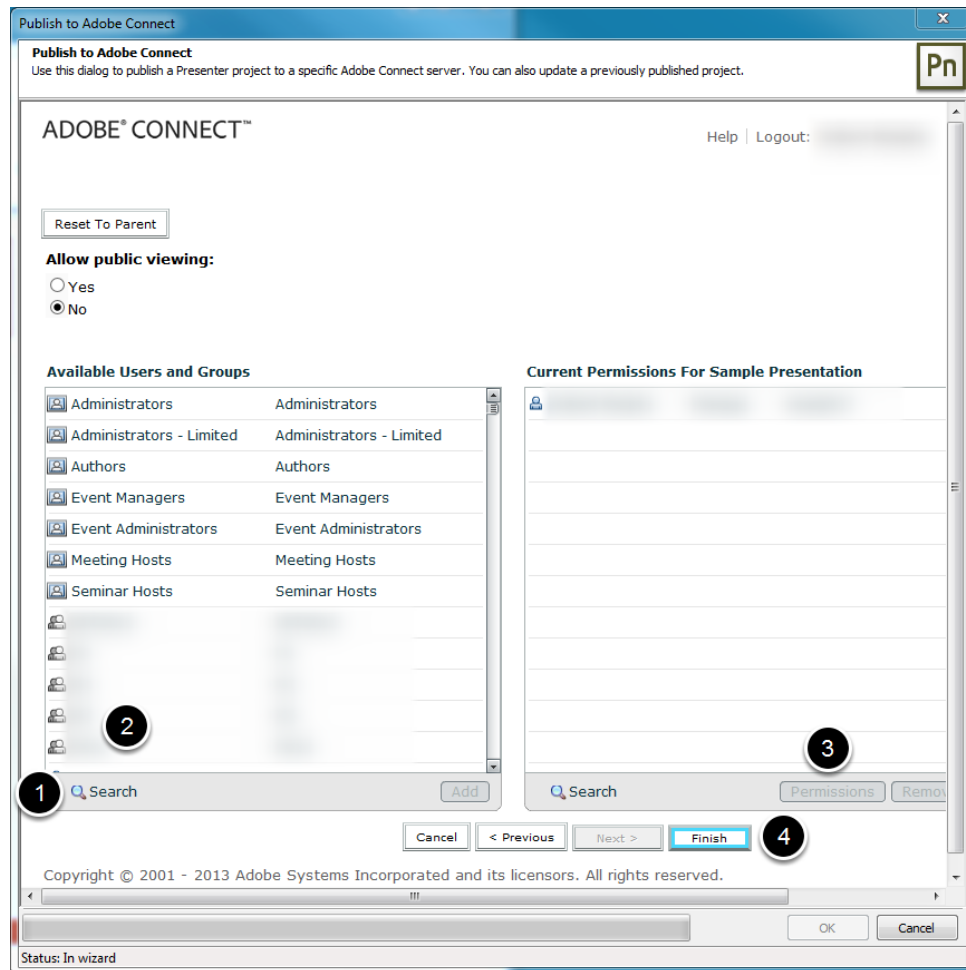 Publish to Adobe Connect
Publish to Adobe Connect
Use this dialog to publish a Presenter project to a specific Adobe Connect server. You can also update a previously published project.
Pn
ADOBE® CONNECT™
Help | Logout:
Reset To Parent
Allow public viewing:
Yes
No
Available Users and Groups
Current Permissions For Sample Presentation
Administrators Administrators
Administrators - Limited Administrators - Limited
Authors Authors
Event Managers Event Managers
Event Administrators Event Administrators
Meeting Hosts Meeting Hosts
Seminar Hosts Seminar Hosts
2
3
1 Search Add
Search Permissions Remov
Cancel < Previous Next > Finish 4
Copyright © 2001 - 2013 Adobe Systems Incorporated and its licensors. All rights reserved.
OK Cancel
Status: In wizard